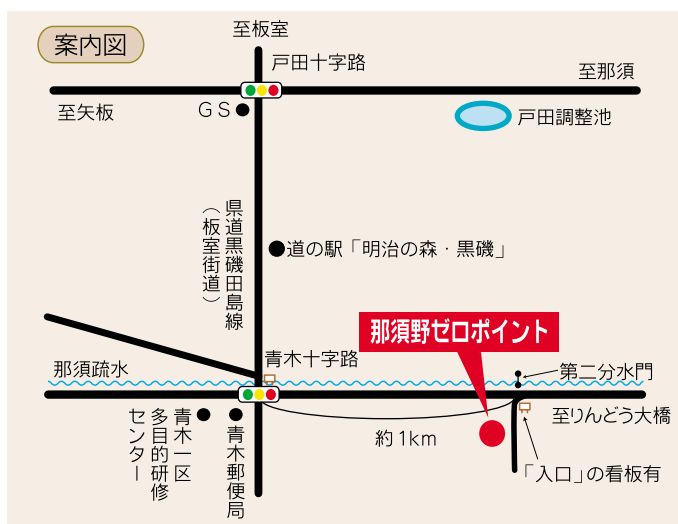 案内図
至板室
戸田十字路
至那須
至矢板
GS
戸田調整池
県道黒磯田島線
(板室街道)
道の駅「明治の森・黒磯」
那須野ゼロポイント
青木十字路
那須疏水
第二分水門
至りんどう大橋
青木一区
多目的研修
センター
青木郵便局
約1km
「入口」の看板有